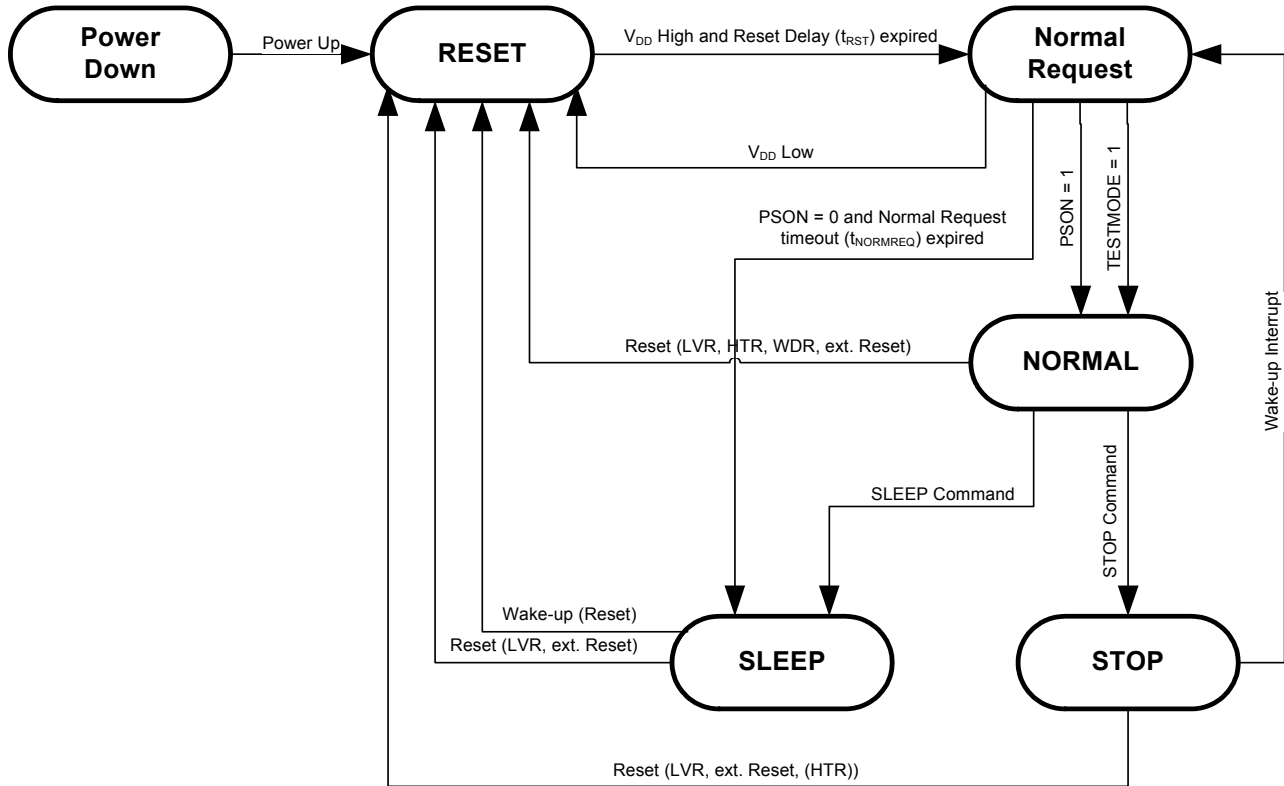 Power
Down
Power Up
RESET
VDD High and Reset Delay (tRST) expired
Normal
Request
VDD Low
PSON = 1
TESTMODE = 1
PSON = 0 and Normal Request
timeout (tNORMREQ) expired
Wake-up Interrupt
Reset (LVR, HTR, WDR, ext. Reset)
NORMAL
SLEEP Command
STOP Command
Wake-up (Reset)
Reset (LVR, ext. Reset)
SLEEP
STOP
Reset (LVR, ext. Reset, (HTR))